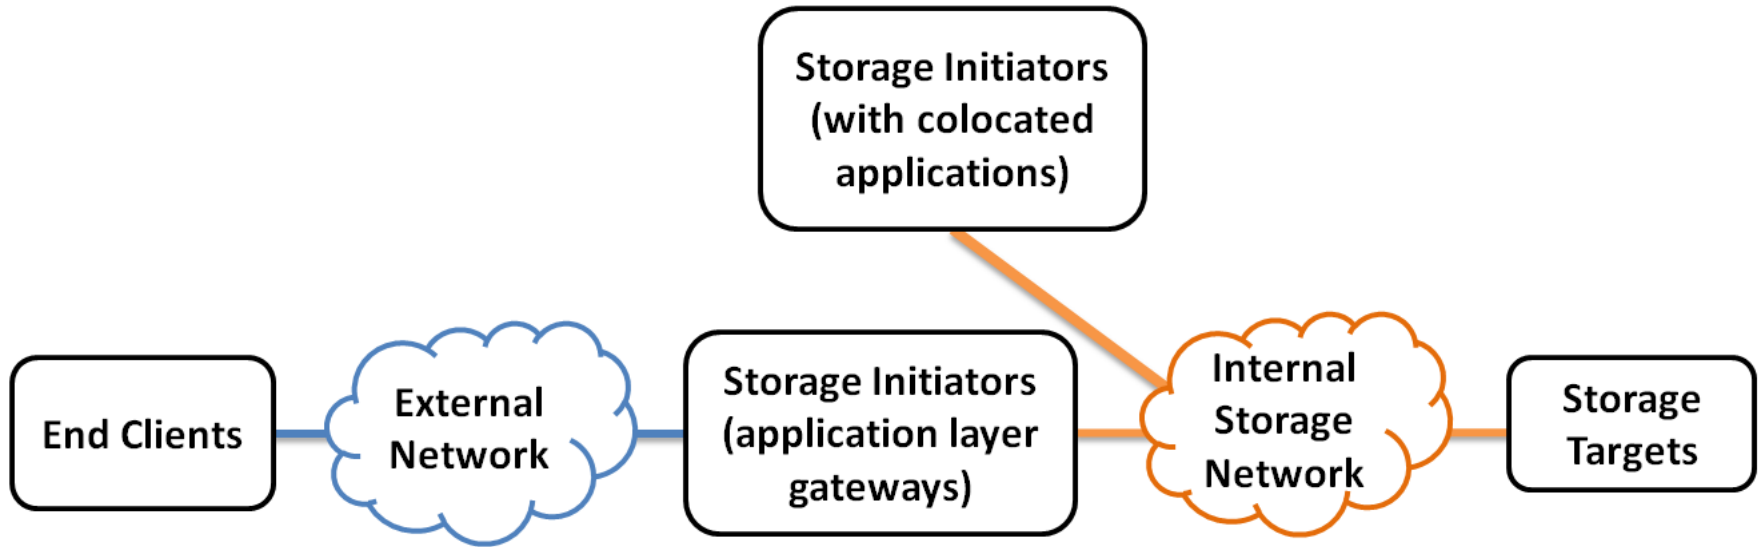 Storage Initiators
(with colocated
applications)
End Clients
External
Network
Storage Initiators
(application layer
gateways)
Internal
Storage
Network
Storage
Targets